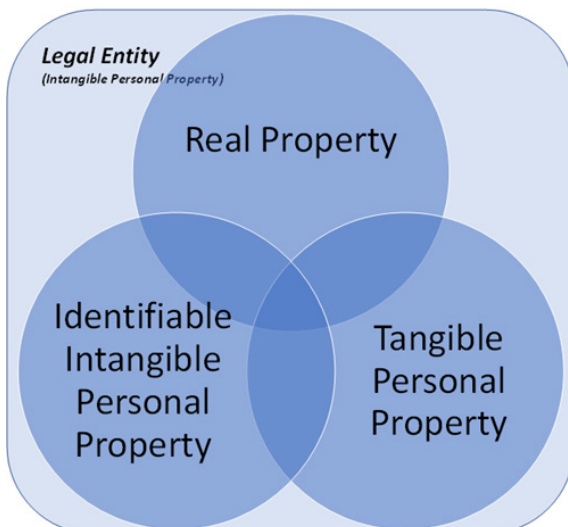 Legal Entity
(Intangible Personal Property)
Real Property
Identifiable
Intangible
Personal
Property
Tangible
Personal
Property